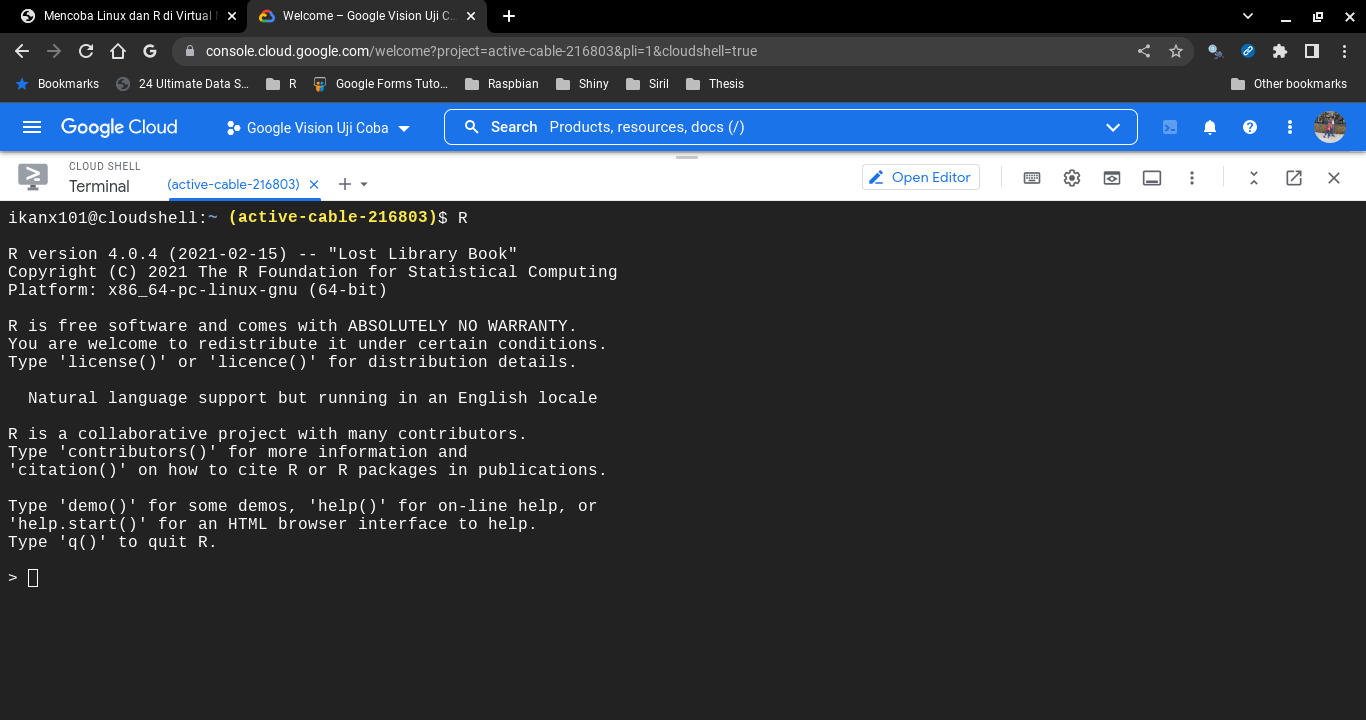 Mencoba Linux dan R di Virtual
Welcome – Google Vision Uji C…
console.cloud.google.com/welcome?project=active-cable-216803&pli=1&cloudshell=true
Bookmarks 24 Ultimate Data S… R Google Forms Tuto… Raspbian Shiny Siril Thesis Other bookmarks
Google Cloud Google Vision Uji Coba Search Products, resources, docs (/)
CLOUD SHELL
Terminal (active-cable-216803) Open Editor
ikanx101@cloudshell:~ (active-cable-216803)$ R
R version 4.0.4 (2021-02-15) -- "Lost Library Book"
Copyright (C) 2021 The R Foundation for Statistical Computing
Platform: x86_64-pc-linux-gnu (64-bit)
R is free software and comes with ABSOLUTELY NO WARRANTY.
You are welcome to redistribute it under certain conditions.
Type 'license()' or 'licence()' for distribution details.
Natural language support but running in an English locale
R is a collaborative project with many contributors.
Type 'contributors()' for more information and
'citation()' on how to cite R or R packages in publications.
Type 'demo()' for some demos, 'help()' for on-line help, or
'help.start()' for an HTML browser interface to help.
Type 'q()' to quit R.
>